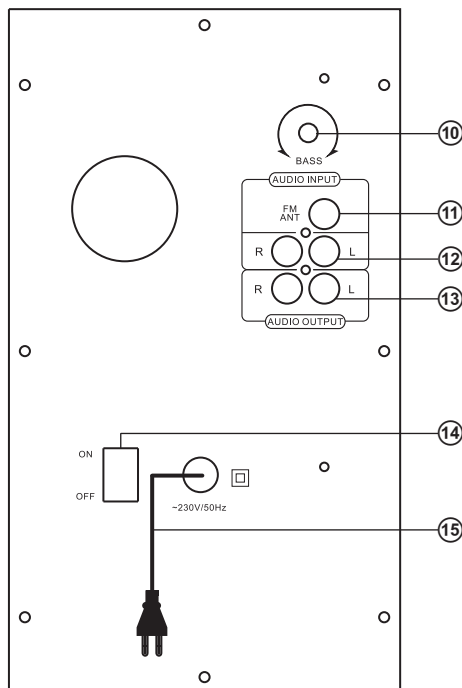 10
BASS
AUDIO INPUT
FM
ANT
11
R L
12
R L
13
AUDIO OUTPUT
14
ON
OFF
~230V/50Hz
15